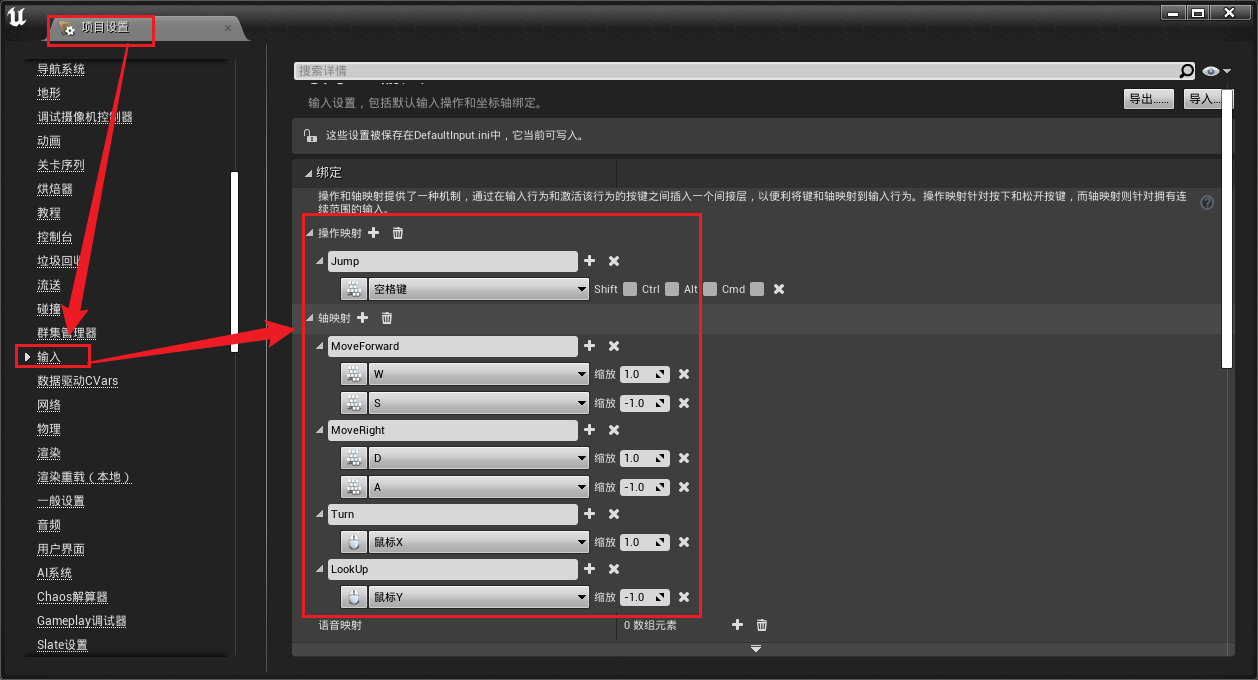 项目设置
导航系统
地形
调试摄像机控制器
动画
关卡序列
烘焙器
教程
控制台
垃圾回收
流送
碰撞
群集管理器
输入
数据驱动CVars
网络
物理
渲染
渲染重载（本地）
一般设置
音频
用户界面
AI系统
Chaos解算器
Gameplay调试器
Slate设置
搜索详情
输入设置，包括默认输入操作和坐标轴绑定。
导出......
导入...
这些设置被保存在DefaultInput.ini中，它当前可写入。
绑定
操作和轴映射提供了一种机制，通过在输入行为和激活该行为的按键之间插入一个间接层，以便利将键和轴映射到输入行为。操作映射针对按下和松开按键，而轴映射则针对拥有连
续范围的输入。
操作映射
Jump
空格键 Shift Ctrl Alt Cmd
轴映射
MoveForward
W 缩放 1.0
S 缩放 -1.0
MoveRight
D 缩放 1.0
A 缩放 -1.0
Turn
鼠标X 缩放 1.0
LookUp
鼠标Y 缩放 -1.0
语音映射 0 数组元素